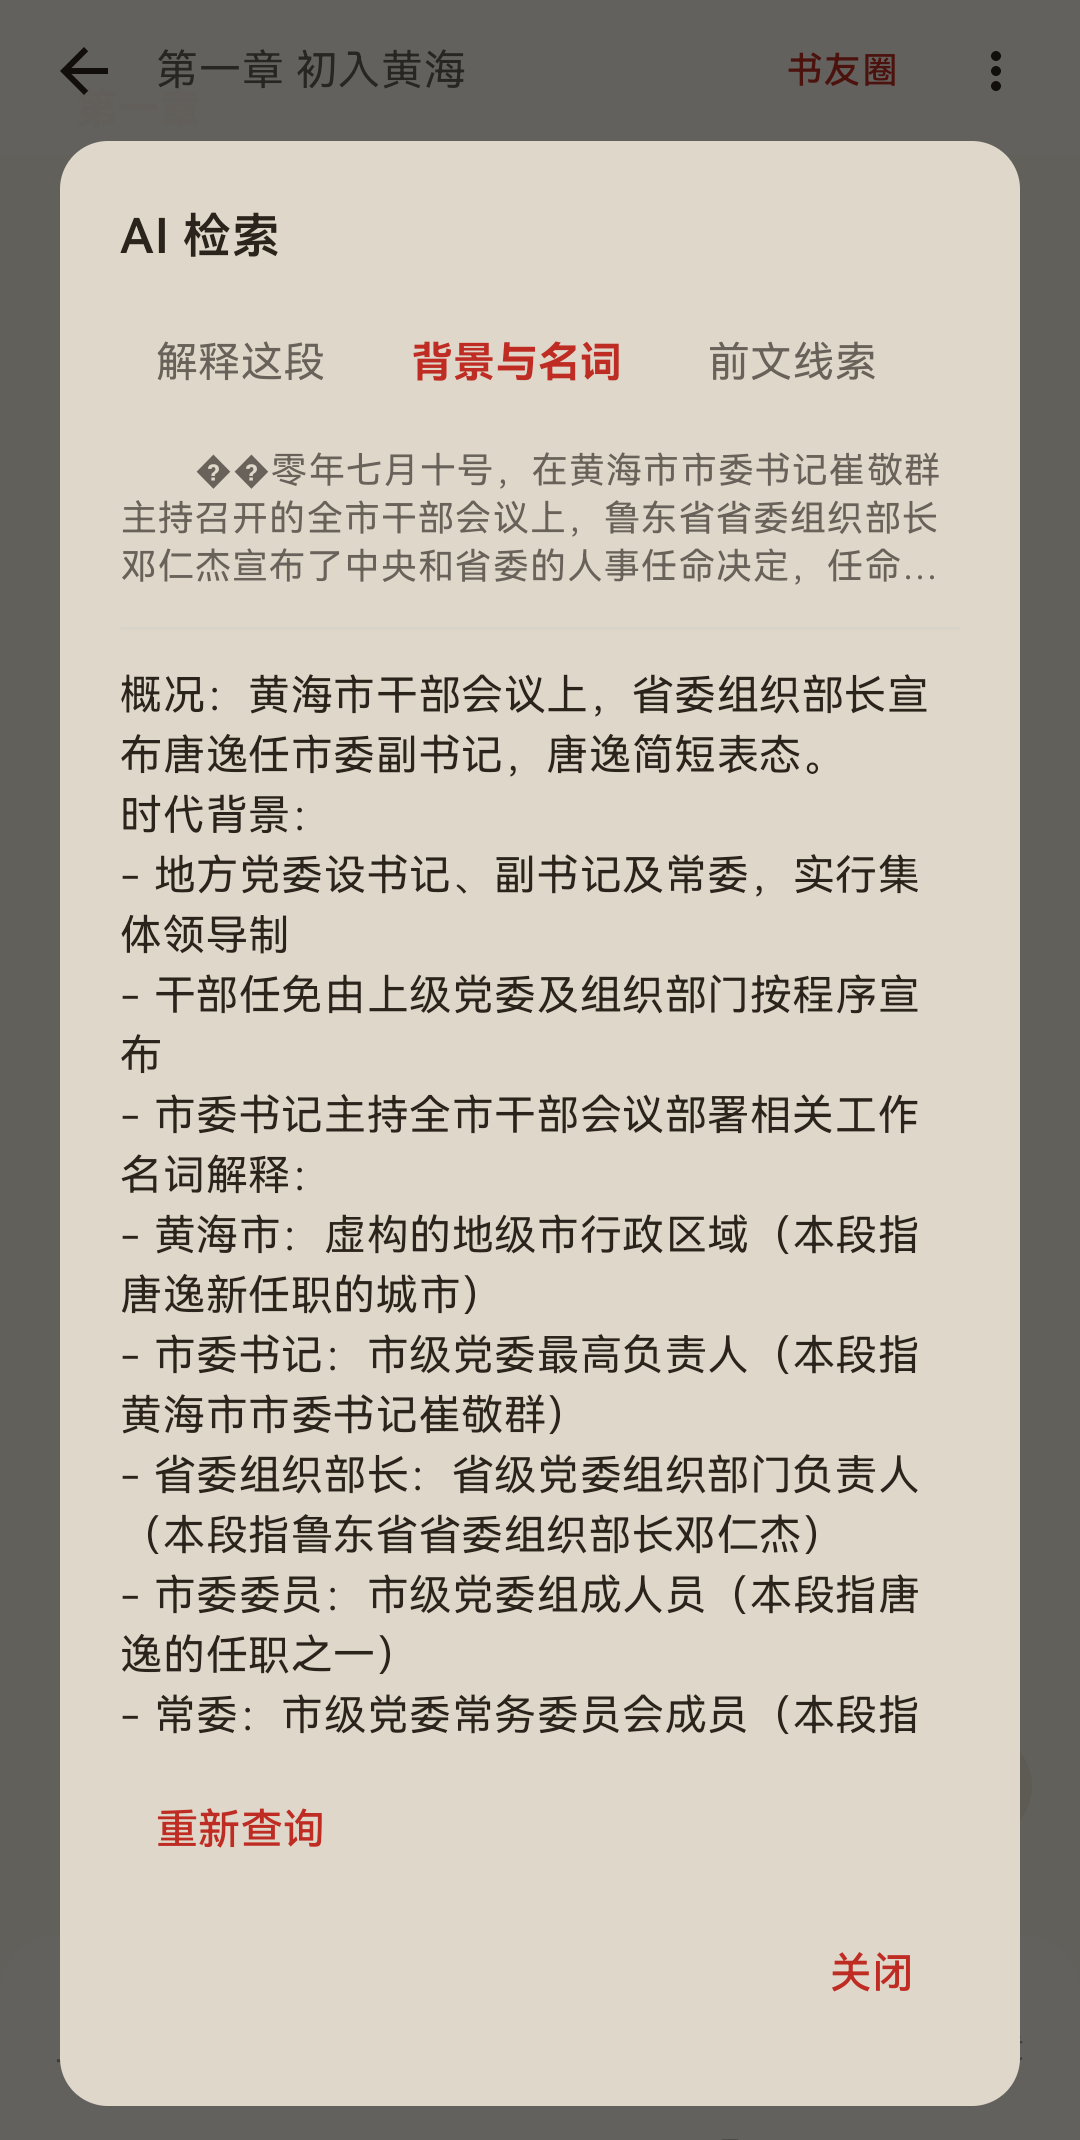 第一章 初入黄海
书友圈
第一章
AI 检索
解释这段
背景与名词
前文线索
��零年七月十号，在黄海市市委书记崔敬群
主持召开的全市干部会议上，鲁东省省委组织部长
邓仁杰宣布了中央和省委的人事任命决定，任命...
概况：黄海市干部会议上，省委组织部长宣
布唐逸任市委副书记，唐逸简短表态。
时代背景：
- 地方党委设书记、副书记及常委，实行集
体领导制
- 干部任免由上级党委及组织部门按程序宣
布
- 市委书记主持全市干部会议部署相关工作
名词解释：
- 黄海市：虚构的地级市行政区域（本段指
唐逸新任职的城市）
- 市委书记：市级党委最高负责人（本段指
黄海市市委书记崔敬群）
- 省委组织部长：省级党委组织部门负责人
（本段指鲁东省省委组织部长邓仁杰）
- 市委委员：市级党委组成人员（本段指唐
逸的任职之一）
- 常委：市级党委常务委员会成员（本段指
重新查询
关闭